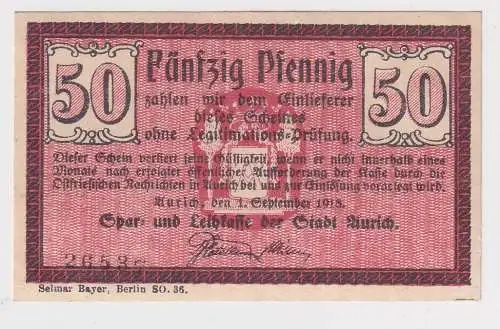 50 Fünfzig Pfennig 50
zahlen wir dem Einlieferer
dieses Scheines
ohne Legitimations-Prüfung.
Dieser Schein verliert seine Gültigkeit, wenn er nicht innerhalb eines
Monats nach erfolgter öffentlicher Aufforderung der Kasse durch die
Ostfriesischen Nachrichten in Aurich bei uns zur Einlösung vorgelegt wird.
Aurich, den 1. September 1918.
Spar- und Leihkasse der Stadt Aurich.
Selmar Bayer, Berlin SO. 36.